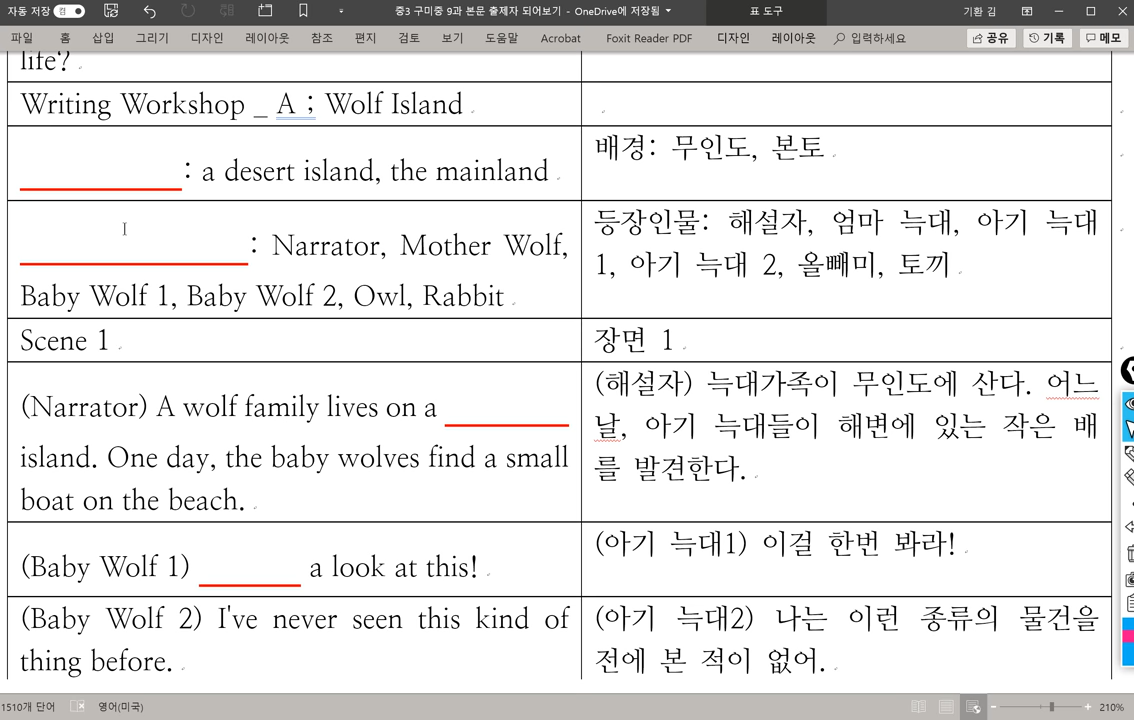 자동 저장 켬
중3 구미중 9과 본문 출제자 되어보기 - OneDrive에 저장됨
표 도구
기환 김
파일 홈 삽입 그리기 디자인 레이아웃 참조 편지 검토 보기 도움말 Acrobat Foxit Reader PDF 디자인 레이아웃 입력하세요 공유 기록 메모
life?
Writing Workshop _ A ; Wolf Island
: a desert island, the mainland
배경: 무인도, 본토
: Narrator, Mother Wolf,
Baby Wolf 1, Baby Wolf 2, Owl, Rabbit
등장인물: 해설자, 엄마 늑대, 아기 늑대
1, 아기 늑대 2, 올빼미, 토끼
Scene 1
장면 1
(Narrator) A wolf family lives on a
island. One day, the baby wolves find a small
boat on the beach.
(해설자) 늑대가족이 무인도에 산다. 어느
날, 아기 늑대들이 해변에 있는 작은 배
를 발견한다.
(Baby Wolf 1) a look at this!
(아기 늑대1) 이걸 한번 봐라!
(Baby Wolf 2) I've never seen this kind of
thing before.
(아기 늑대2) 나는 이런 종류의 물건을
전에 본 적이 없어.
1510개 단어 영어(미국) 210%